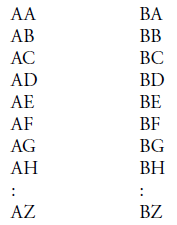 AA BA
AB BB
AC BC
AD BD
AE BE
AF BF
AG BG
AH BH
: :
AZ BZ